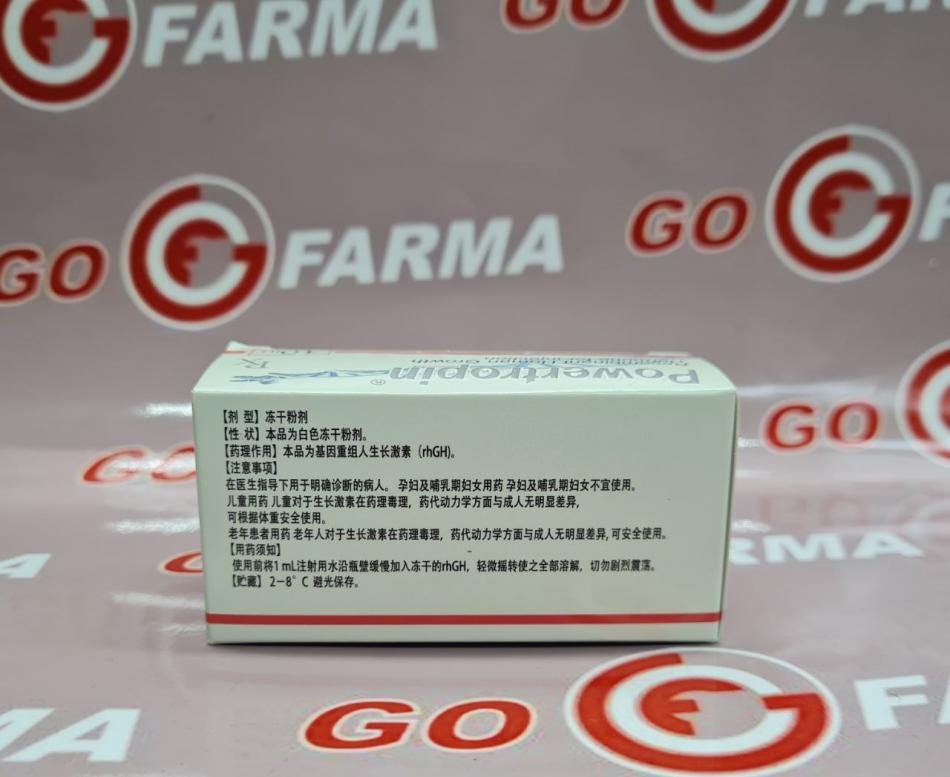 FARMA
GO
GO
FARMA
GO
Rx
Powertropin®
Growth
【剂 型】冻干粉剂
【性 状】本品为白色冻干粉剂。
【药理作用】本品为基因重组人生长激素（rhGH)。
【注意事项】
在医生指导下用于明确诊断的病人。 孕妇及哺乳期妇女用药 孕妇及哺乳期妇女不宜使用。
儿童用药 儿童对于生长激素在药理毒理，药代动力学方面与成人无明显差异,
可根据体重安全使用。
老年患者用药 老年人对于生长激素在药理毒理，药代动力学方面与成人无明显差异, 可安全使用。
【用药须知】
使用前将1 mL注射用水沿瓶壁缓慢加入冻干的rhGH，轻微摇转使之全部溶解，切勿剧烈震荡。
【贮藏】2－8°C 避光保存。
GO
GO
GO
RMA
MA
GO
FA